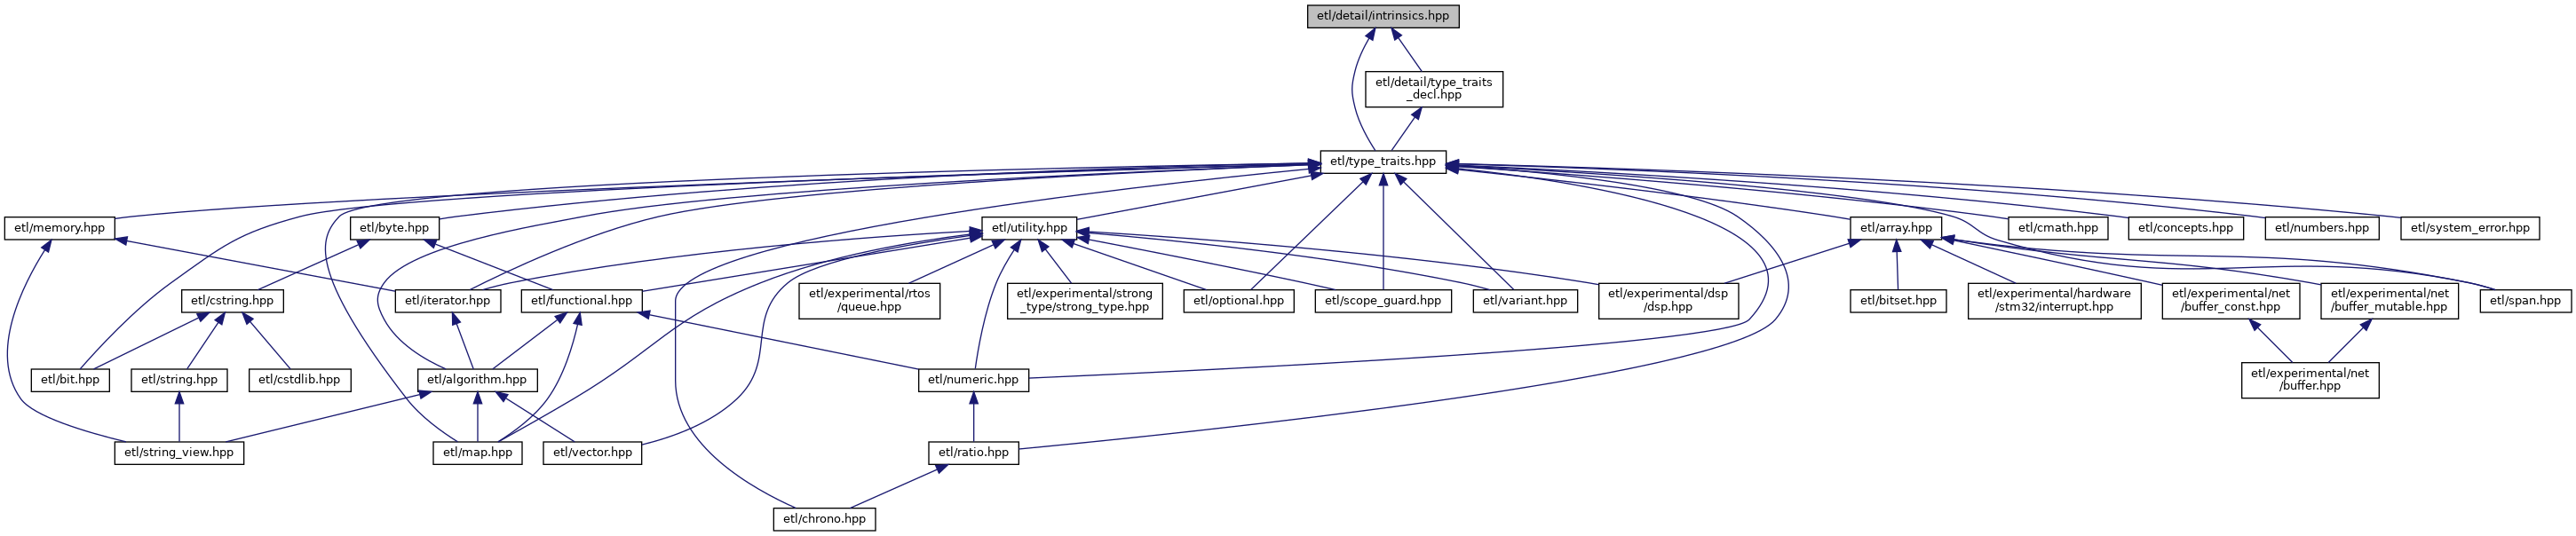 etl/detail/intrinsics.hpp
etl/detail/type_traits
_decl.hpp
etl/type_traits.hpp
etl/memory.hpp
etl/byte.hpp
etl/utility.hpp
etl/array.hpp
etl/cmath.hpp
etl/concepts.hpp
etl/numbers.hpp
etl/system_error.hpp
etl/cstring.hpp
etl/iterator.hpp
etl/functional.hpp
etl/experimental/rtos
/queue.hpp
etl/experimental/strong
_type/strong_type.hpp
etl/optional.hpp
etl/scope_guard.hpp
etl/variant.hpp
etl/experimental/dsp
/dsp.hpp
etl/bitset.hpp
etl/experimental/hardware
/stm32/interrupt.hpp
etl/experimental/net
/buffer_const.hpp
etl/experimental/net
/buffer_mutable.hpp
etl/span.hpp
etl/bit.hpp
etl/string.hpp
etl/cstdlib.hpp
etl/algorithm.hpp
etl/numeric.hpp
etl/experimental/net
/buffer.hpp
etl/string_view.hpp
etl/map.hpp
etl/vector.hpp
etl/ratio.hpp
etl/chrono.hpp